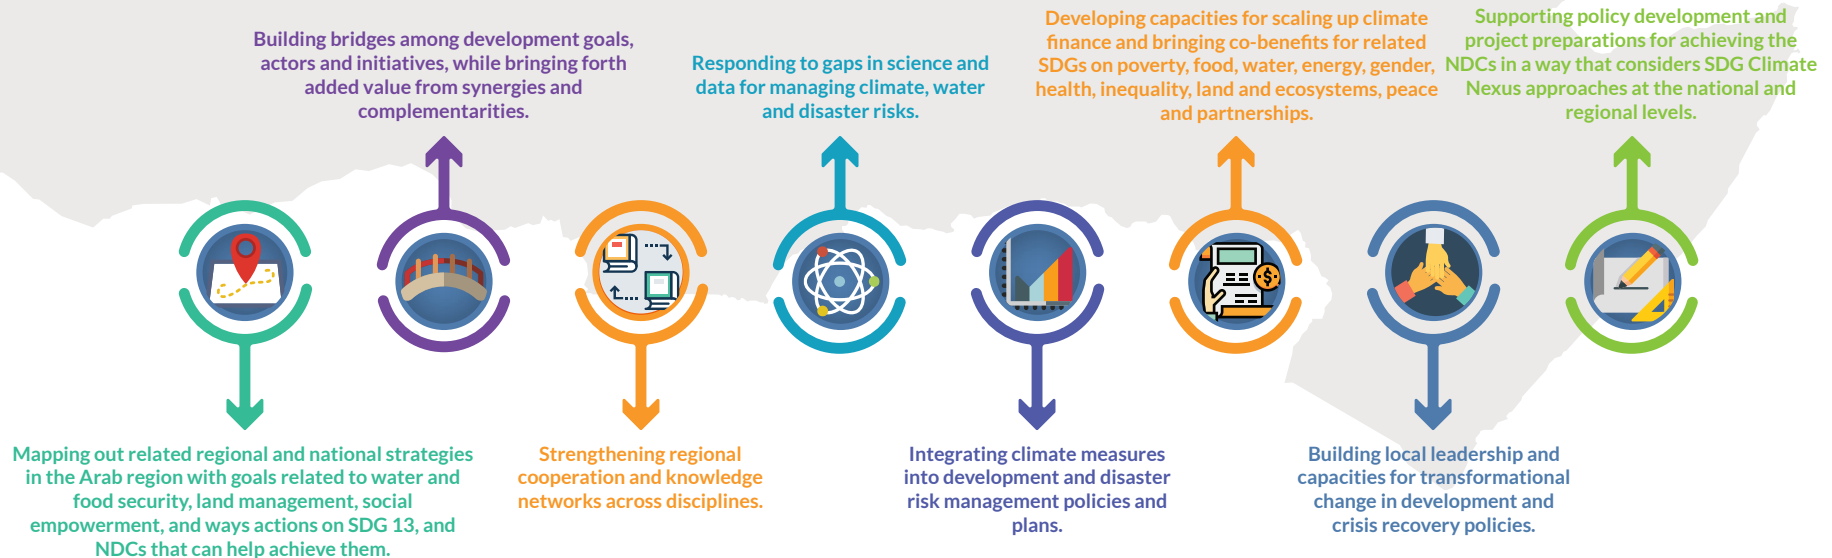 Building bridges among development goals,
actors and initiatives, while bringing forth
added value from synergies and
complementarities.
Responding to gaps in science and
data for managing climate, water
and disaster risks.
Developing capacities for scaling up climate
finance and bringing co-benefits for related
SDGs on poverty, food, water, energy, gender,
health, inequality, land and ecosystems, peace
and partnerships.
Supporting policy development and
project preparations for achieving the
NDCs in a way that considers SDG Climate
Nexus approaches at the national and
regional levels.
Mapping out related regional and national strategies
in the Arab region with goals related to water and
food security, land management, social
empowerment, and ways actions on SDG 13, and
NDCs that can help achieve them.
Strengthening regional
cooperation and knowledge
networks across disciplines.
Integrating climate measures
into development and disaster
risk management policies and
plans.
Building local leadership and
capacities for transformational
change in development and
crisis recovery policies.